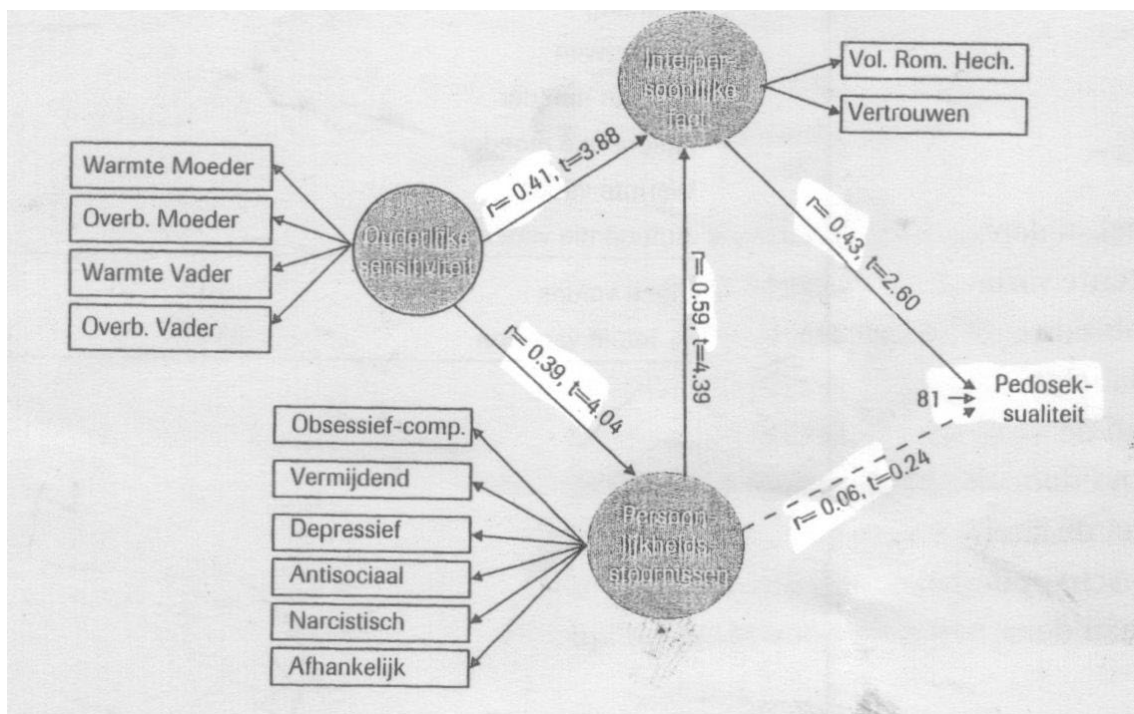 Interper-
soonlijke
Vol. Rom. Hech.
Vertrouwen
Warmte Moeder
Overb. Moeder
Warmte Vader
Overb. Vader
Ouderlijke
sensitiviteit
r= 0.41, t=3.88
r= 0.43, t=2.60
r= 0.59, t=4.39
r= 0.39, t=4.04
r= 0.06, t=0.24
81
Pedosek-
sualiteit
Obsessief-comp.
Vermijdend
Depressief
Antisociaal
Narcistisch
Afhankelijk
Persoon-
lijkheids
stoornissen